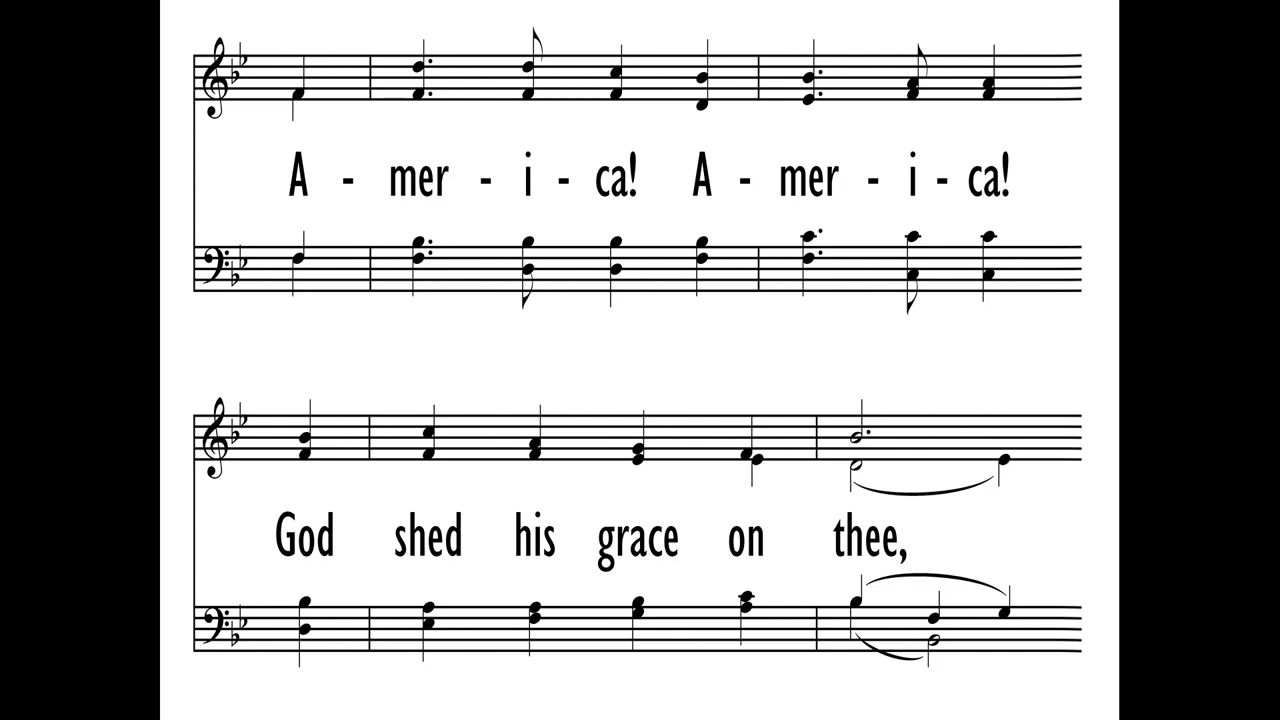 A - mer - i - ca! A - mer - i - ca!
God shed his grace on thee,